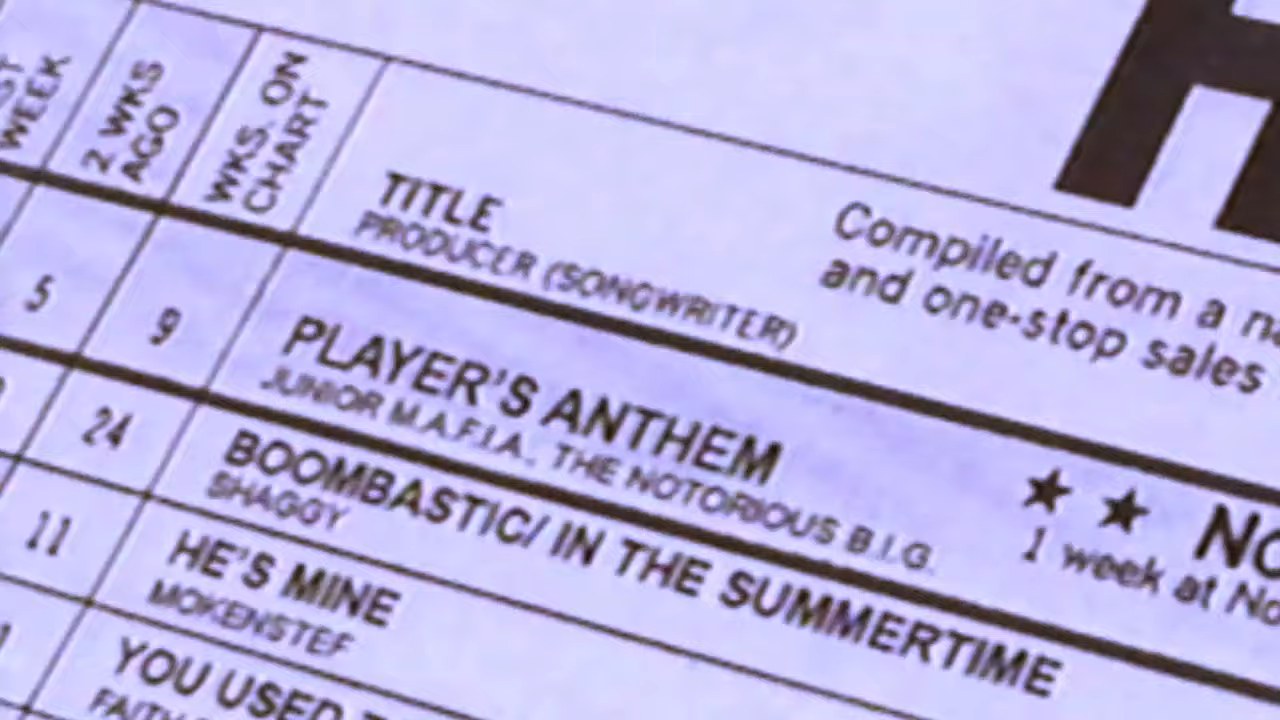 WEEK
2 WKS
AGO
WKS. ON
CHART
TITLE
PRODUCER (SONGWRITER)
Compiled from a
and one-stop sales
5
9
PLAYER'S ANTHEM
JUNIOR M.A.F.I.A., THE NOTORIOUS B.I.G.
★ ★ No
1 week at No
24
BOOMBASTIC/ IN THE SUMMERTIME
SHAGGY
11
HE'S MINE
MOKENSTEF
YOU USED
FAITH